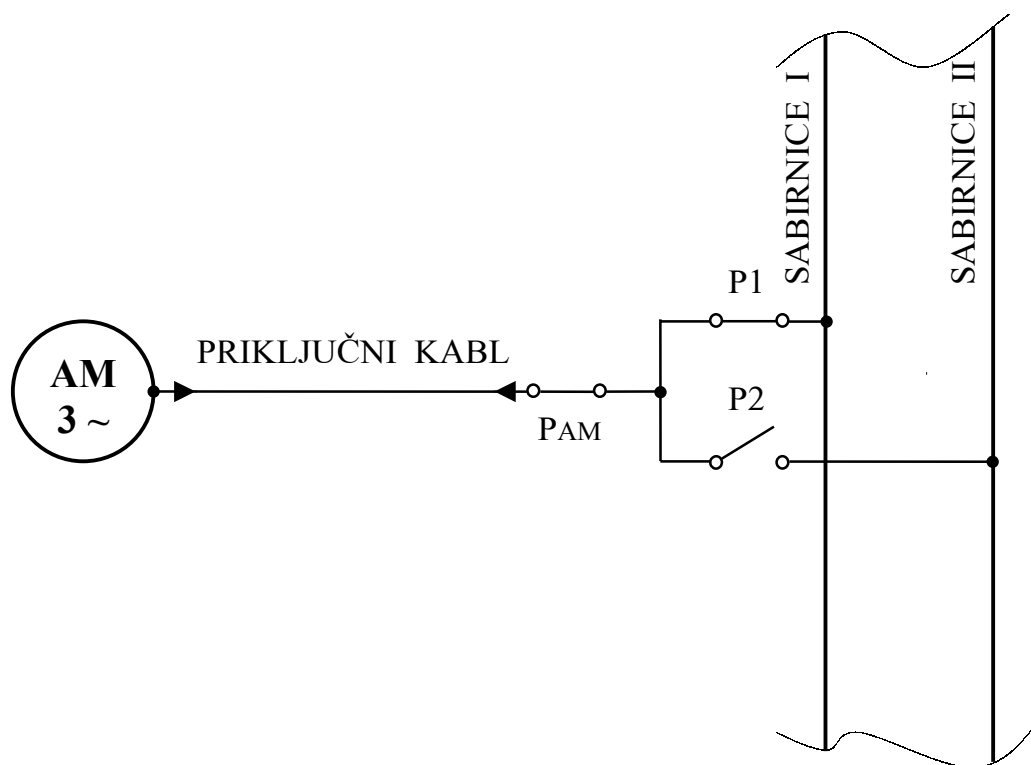 SABIRNICE I
SABIRNICE II
P1
PRIKLJUČNI KABL
AM
3 ~
PAM
P2